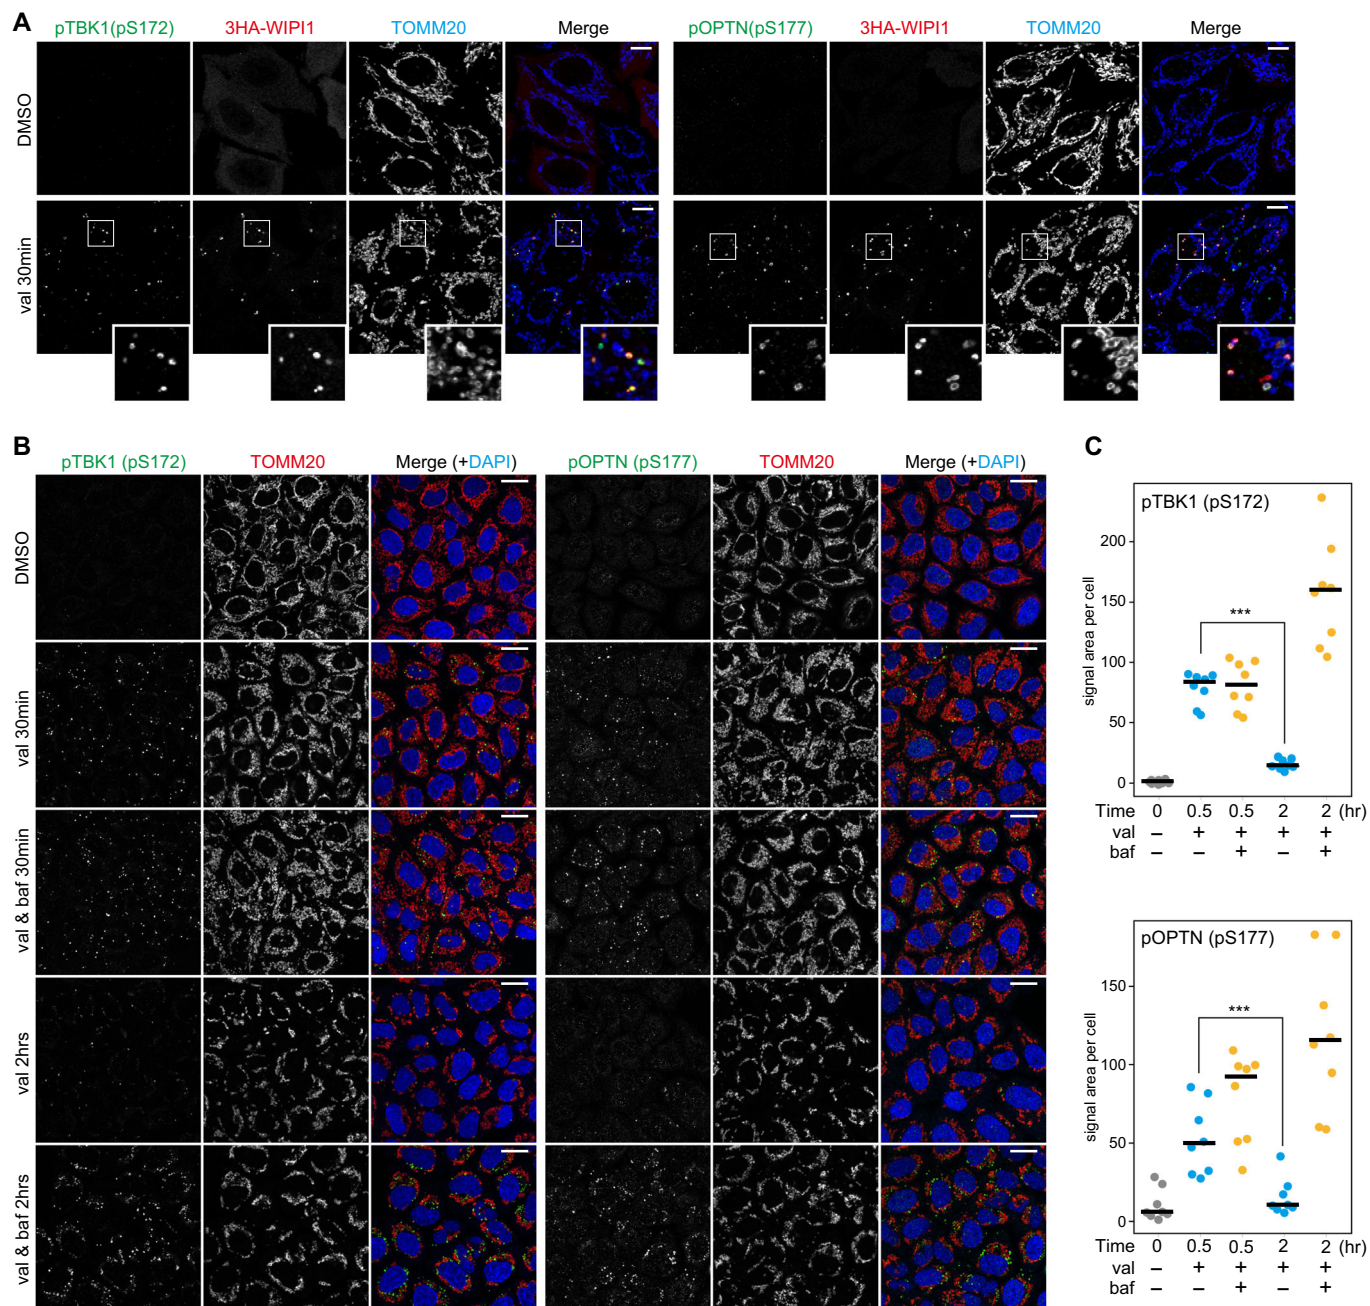 A
pTBK1(pS172) 3HA-WIPI1 TOMM20 Merge pOPTN(pS177) 3HA-WIPI1 TOMM20 Merge
DMSO
val 30min
B
pTBK1 (pS172) TOMM20 Merge (+DAPI) pOPTN (pS177) TOMM20 Merge (+DAPI)
DMSO
val 30min
val & baf 30min
val 2hrs
val & baf 2hrs
C
pTBK1 (pS172)
signal area per cell
200
150
100
50
0
***
Time 0 0.5 0.5 2 2 (hr)
val – + + + +
baf – – + – +
pOPTN (pS177)
signal area per cell
150
100
50
0
***
Time 0 0.5 0.5 2 2 (hr)
val – + + + +
baf – – + – +